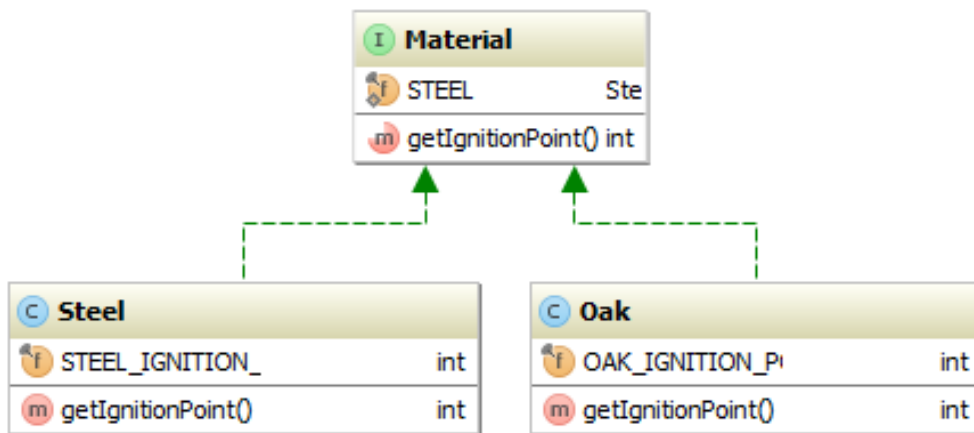 I Material
f STEEL Ste
m getIgnitionPoint() int
C Steel
f STEEL_IGNITION_ int
m getIgnitionPoint() int
C Oak
f OAK_IGNITION_P int
m getIgnitionPoint() int